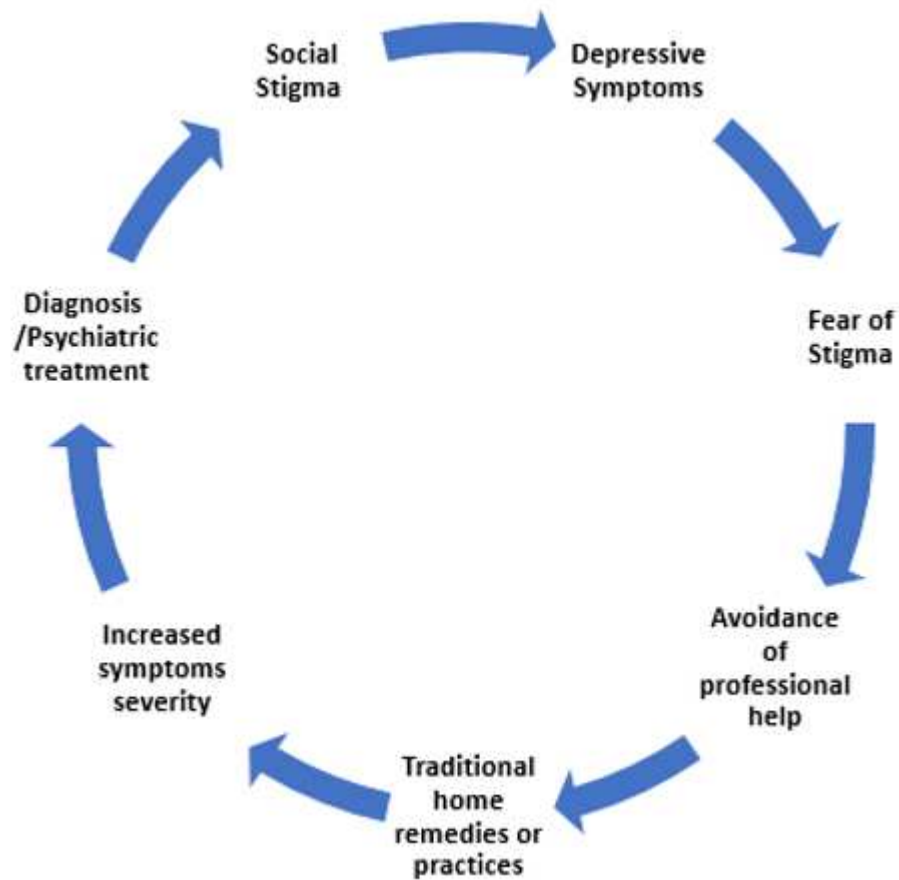 Social
Stigma
Depressive
Symptoms
Fear of
Stigma
Avoidance
of
professional
help
Traditional
home
remedies or
practices
Increased
symptoms
severity
Diagnosis
/Psychiatric
treatment